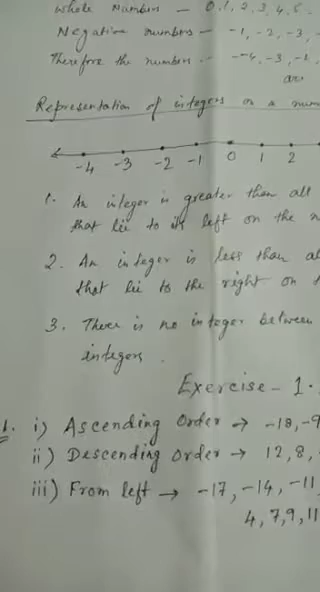 Whole Numbers - 0, 1, 2, 3, 4, 5 -
Negative numbers - -1, -2, -3, -
Therefore the numbers - -4, -3, -
are
Representation of integers on a num
-4 -3 -2 -1 0 1 2
1. An integer is greater than all
that lie to its left on the n
2. An integer is less than al
that lie to the right on t
3. There is no integer between
integers.
Exercise - 1.
1. i) Ascending Order → -18, -9
ii) Descending Order → 12, 8,
iii) From left → -17, -14, -11
4, 7, 9, 11